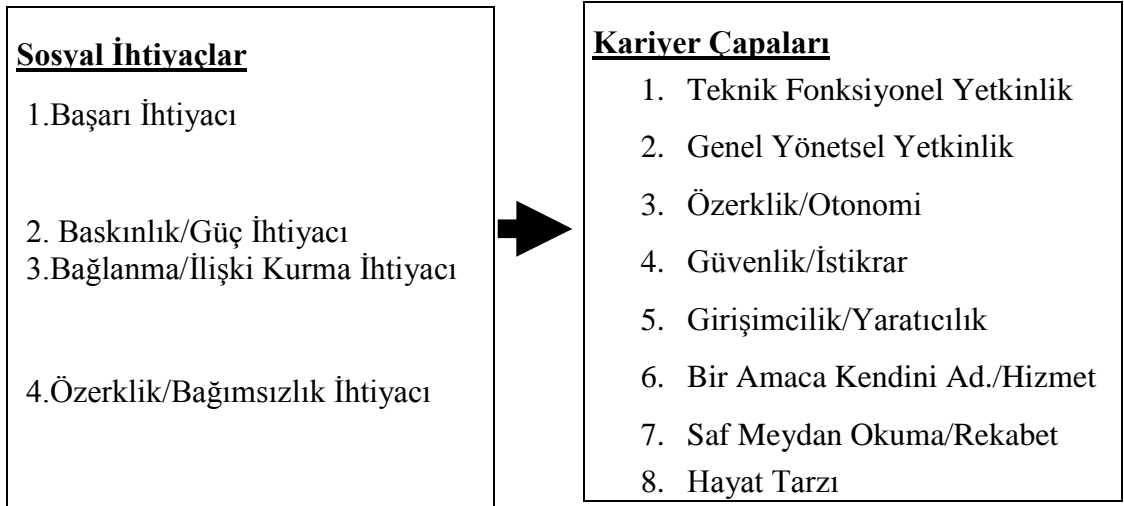 Sosyal İhtiyaçlar
1.Başarı İhtiyacı
2. Baskınlık/Güç İhtiyacı
3.Bağlanma/İlişki Kurma İhtiyacı
4.Özerklik/Bağımsızlık İhtiyacı
Kariyer Çapaları
1. Teknik Fonksiyonel Yetkinlik
2. Genel Yönetsel Yetkinlik
3. Özerklik/Otonomi
4. Güvenlik/İstikrar
5. Girişimcilik/Yaratıcılık
6. Bir Amaca Kendini Ad./Hizmet
7. Saf Meydan Okuma/Rekabet
8. Hayat Tarzı